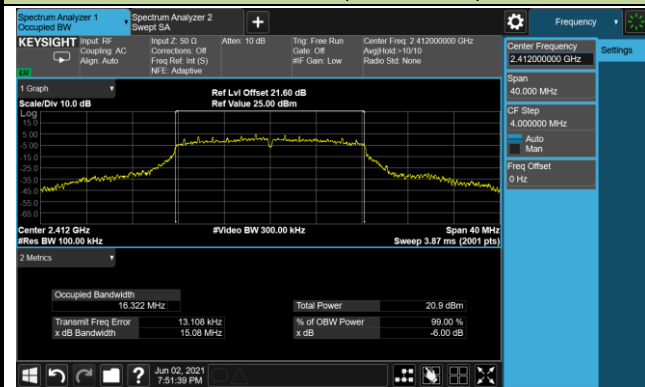 Spectrum Analyzer 1
Occupied BW
Spectrum Analyzer 2
Swept SA
Frequency
KEYSIGHT
Input: RF
Coupling: AC
Align: Auto
Input Z: 50 Ω
Corrections: Off
Freq Ref: Int (S)
NFE: Adaptive
Atten: 10 dB
Trig: Free Run
Gate: Off
#IF Gain: Low
Center Freq: 2.412000000 GHz
Avg|Hold:>10/10
Radio Std: None
LV
Center Frequency
2.412000000 GHz
Settings
Span
40.000 MHz
CF Step
4.000000 MHz
Auto
Man
Freq Offset
0 Hz
1 Graph
Scale/Div 10.0 dB
Ref Lvl Offset 21.60 dB
Ref Value 25.00 dBm
Log
15.0
5.00
-5.00
-15.0
-25.0
-35.0
-45.0
-55.0
-65.0
Center 2.412 GHz
#Res BW 100.00 kHz
#Video BW 300.00 kHz
Span 40 MHz
Sweep 3.87 ms (2001 pts)
2 Metrics
Occupied Bandwidth
16.322 MHz
Total Power 20.9 dBm
Transmit Freq Error 13.108 kHz
% of OBW Power 99.00 %
x dB Bandwidth 15.08 MHz
x dB -6.00 dB
?
Jun 02, 2021
7:51:39 PM